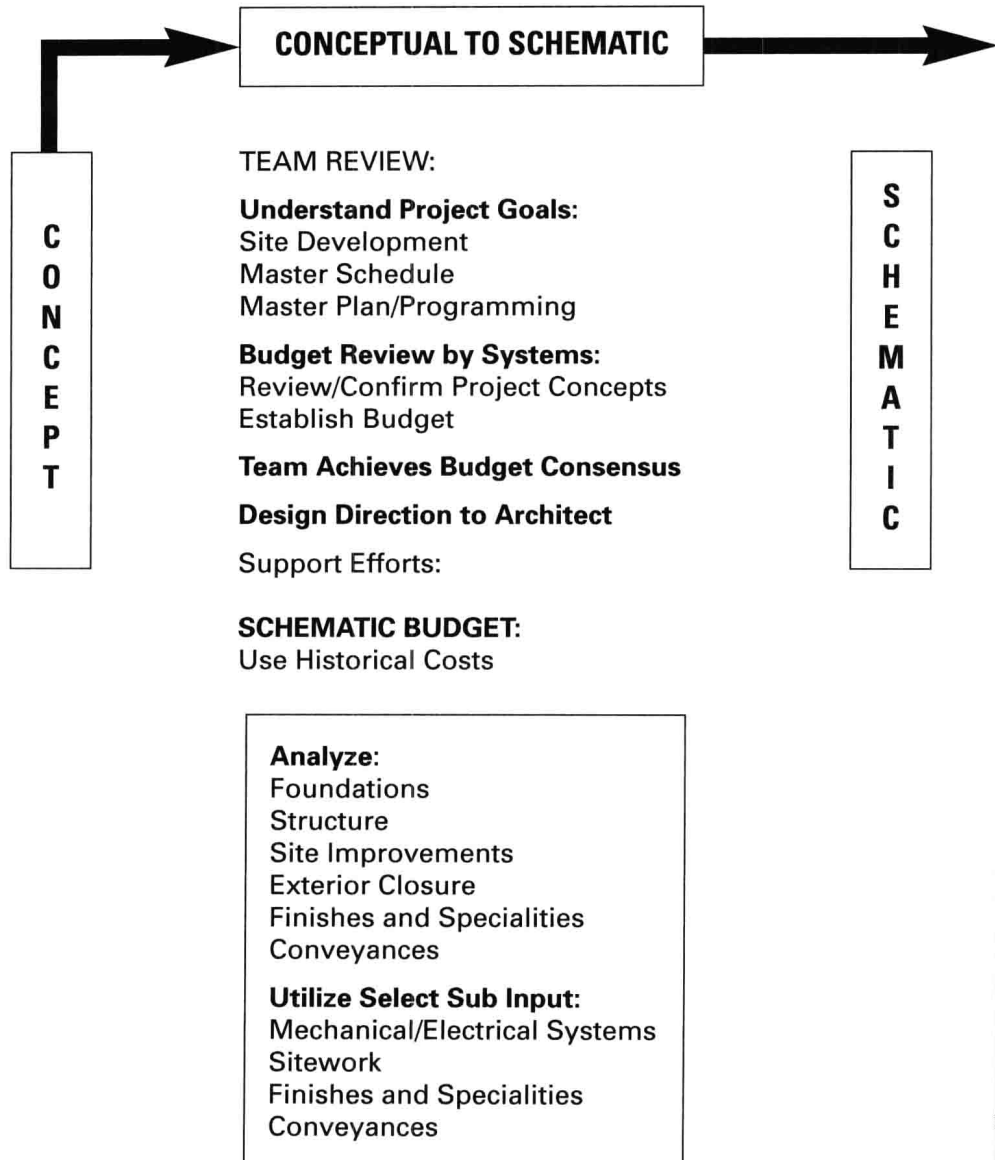 CONCEPTUAL TO SCHEMATIC
CONCEPT
TEAM REVIEW:
Understand Project Goals:
Site Development
Master Schedule
Master Plan/Programming
Budget Review by Systems:
Review/Confirm Project Concepts
Establish Budget
Team Achieves Budget Consensus
Design Direction to Architect
Support Efforts:
SCHEMATIC BUDGET:
Use Historical Costs
Analyze:
Foundations
Structure
Site Improvements
Exterior Closure
Finishes and Specialities
Conveyances
Utilize Select Sub Input:
Mechanical/Electrical Systems
Sitework
Finishes and Specialities
Conveyances
SCHEMATIC